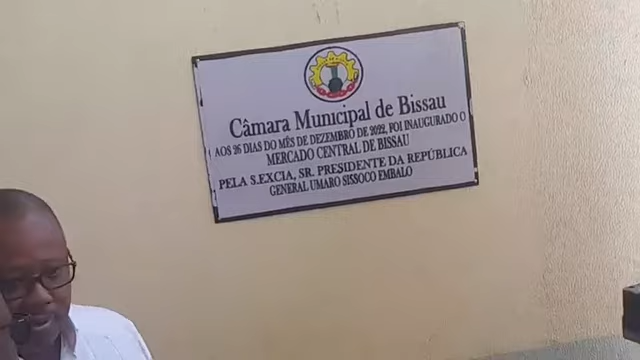 Câmara Municipal de Bissau
AOS 26 DIAS DO MÊS DE DEZEMBRO DE 2022, FOI INAUGURADO O
MERCADO CENTRAL DE BISSAU
PELA S.EXCIA, SR. PRESIDENTE DA REPÚBLICA
GENERAL UMARO SISSOCO EMBALO